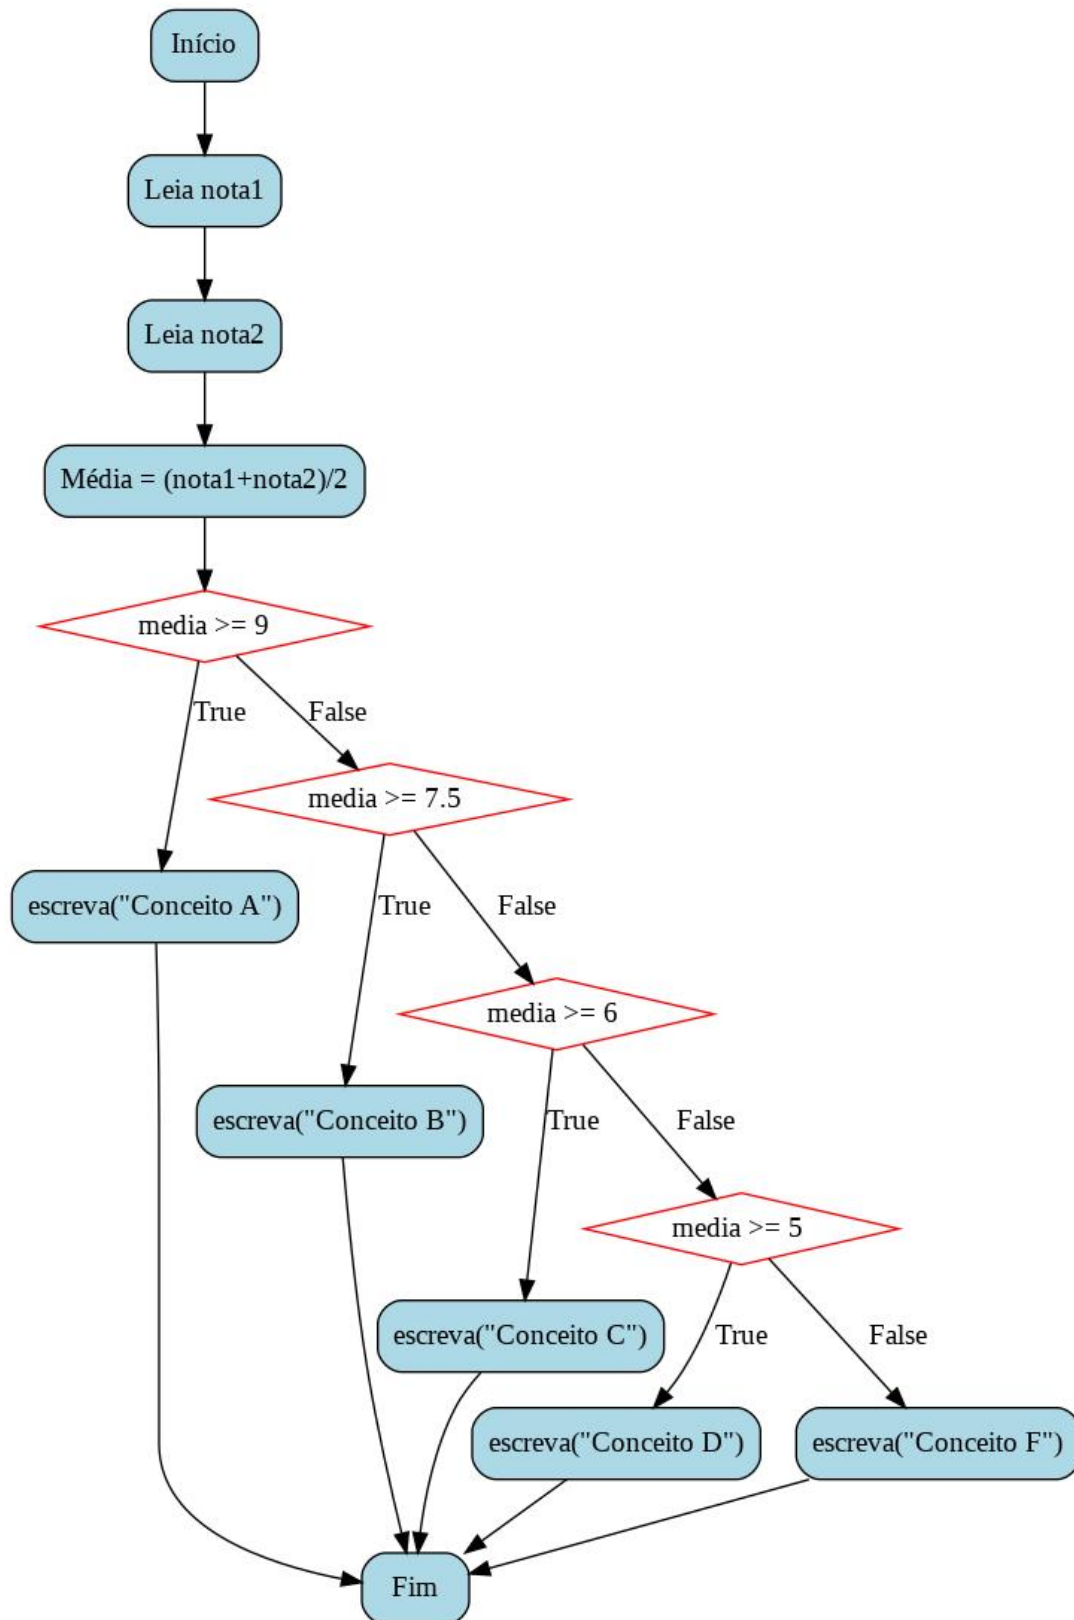 Início
Leia nota1
Leia nota2
Média = (nota1+nota2)/2
media >= 9
True
False
media >= 7.5
escreva("Conceito A")
True
False
media >= 6
escreva("Conceito B")
True
False
media >= 5
escreva("Conceito C")
True
False
escreva("Conceito D")
escreva("Conceito F")
Fim